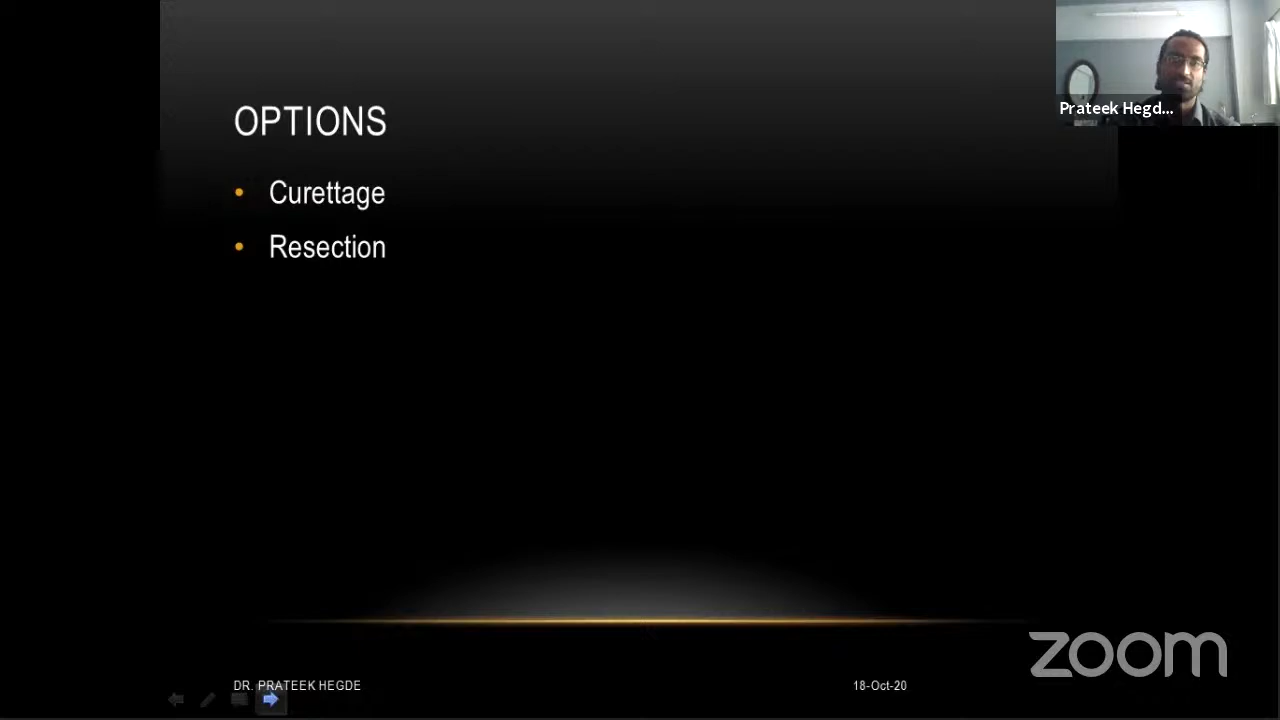 Prateek Hegd...
OPTIONS
• Curettage
• Resection
zoom
DR. PRATEEK HEGDE
18-Oct-20